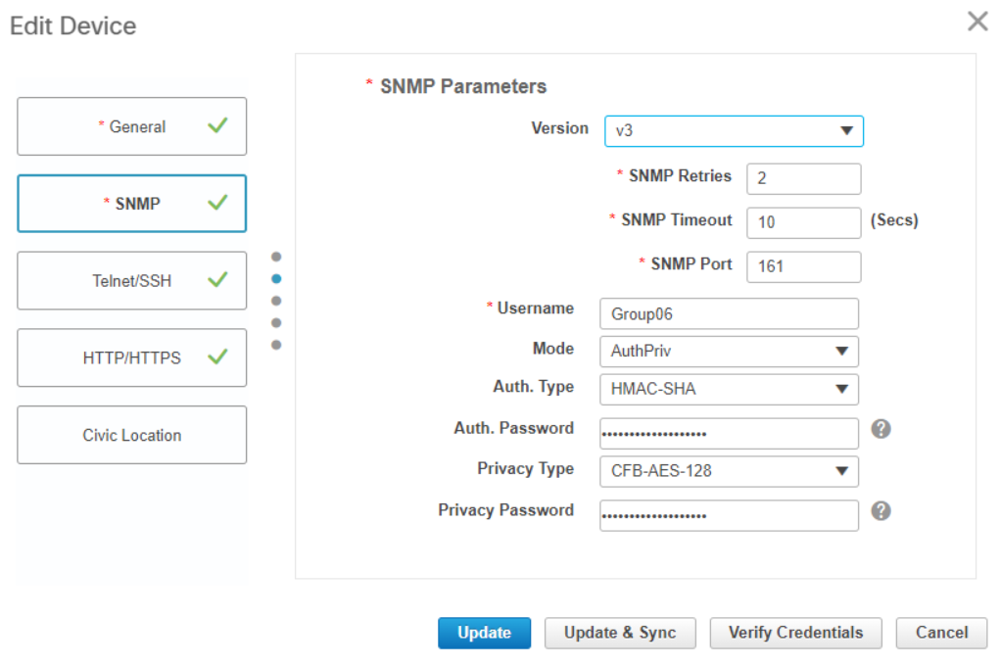 Edit Device
* General
* SNMP
Telnet/SSH
HTTP/HTTPS
Civic Location
* SNMP Parameters
Version v3
* SNMP Retries 2
* SNMP Timeout 10 (Secs)
* SNMP Port 161
* Username Group06
Mode AuthPriv
Auth. Type HMAC-SHA
Auth. Password ••••••••••••••••••• ?
Privacy Type CFB-AES-128
Privacy Password ••••••••••••••••••• ?
Update Update & Sync Verify Credentials Cancel